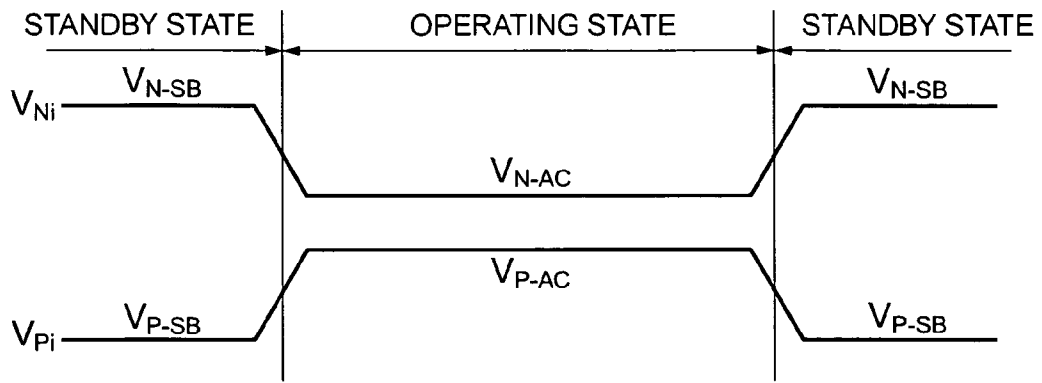 STANDBY STATE OPERATING STATE STANDBY STATE
V_N-SB V_N-SB
V_Ni
V_N-AC
V_P-AC
V_P-SB V_P-SB
V_Pi